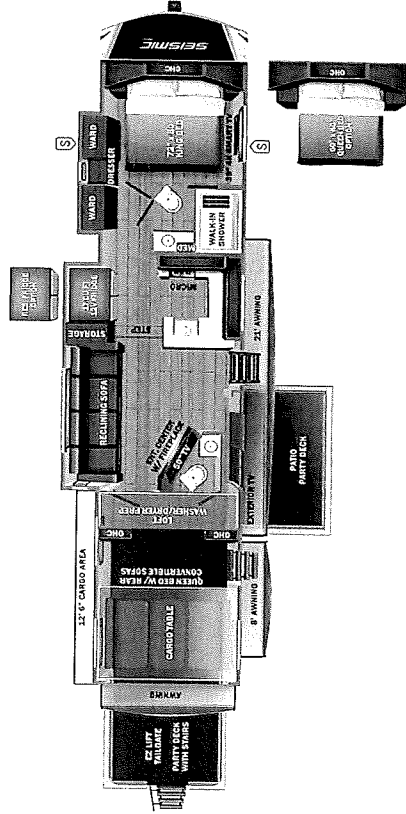 SEISMIC
OHC
KING BED
OHC
QUEEN BED
OPTION
S
WARD
DRESSER
WARD
S
MED
WALK-IN
SHOWER
MICRO
OPTION
STORAGE
STEP
RECLINING SOFA
21' AWNING
ENT. CENTER
W/ FIREPLACE
50" TV
EXTERIOR TV
PATIO
PARTY DECK
LOFT
WASHER/DRYER PREP
OHC
OHC
12' 6" CARGO AREA
QUEEN BED W/ REAR
CONVERTIBLE SOFAS
CARGO TABLE
8' AWNING
AWNING
EZ LIFT
TAILGATE
PARTY DECK
WITH STAIRS